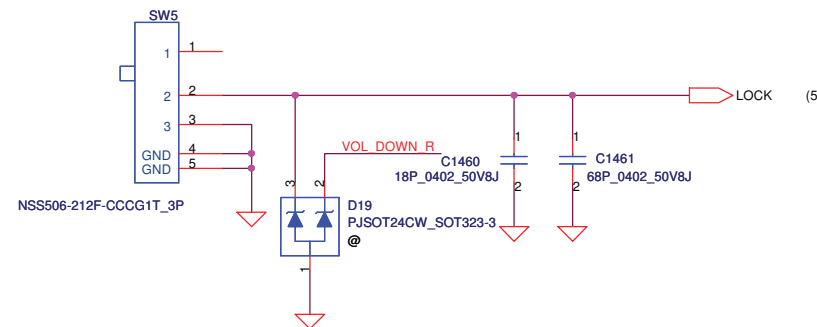 SW5
1 1
2 2
LOCK (5
3 3
GND 4
GND 5
VOL_DOWN_R
1 1
C1460 C1461
18P_0402_50V8J 68P_0402_50V8J
2 2
3 2
NSS506-212F-CCCG1T_3P
D19
PJSOT24CW_SOT323-3
@
1